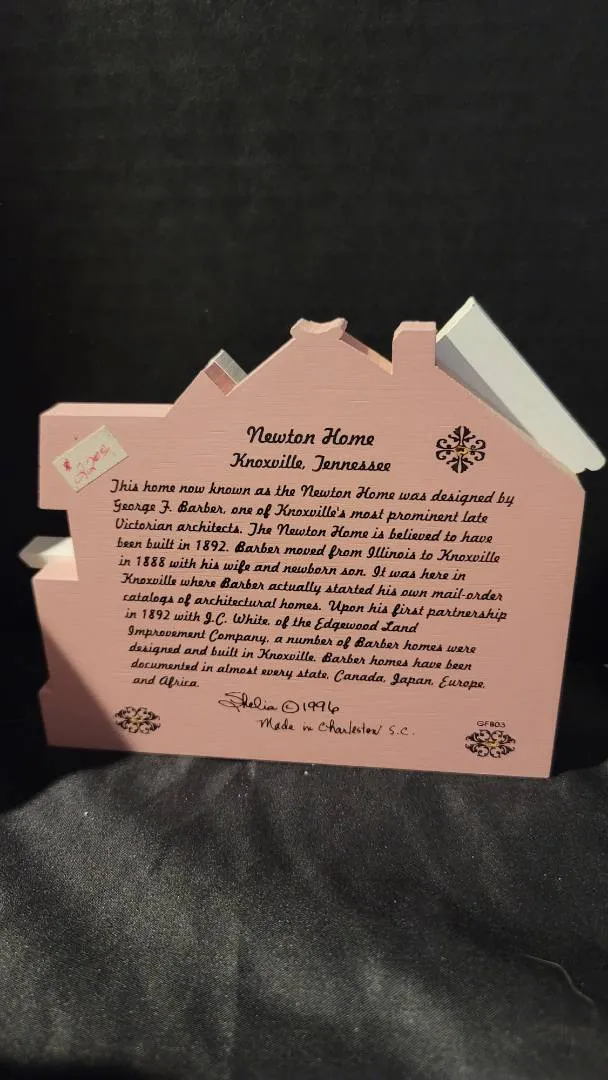 Newton Home
Knoxville, Tennessee
This home now known as the Newton Home was designed by
George F. Barber, one of Knoxville's most prominent late
Victorian architects. The Newton Home is believed to have
been built in 1892. Barber moved from Illinois to Knoxville
in 1888 with his wife and newborn son. It was here in
Knoxville where Barber actually started his own mail-order
catalogs of architectural homes. Upon his first partnership
in 1892 with J.C. White, of the Edgewood Land
Improvement Company, a number of Barber homes were
designed and built in Knoxville. Barber homes have been
documented in almost every state, Canada, Japan, Europe,
and Africa.
Shelia ©1996
Made in Charleston S.C.
GFB03